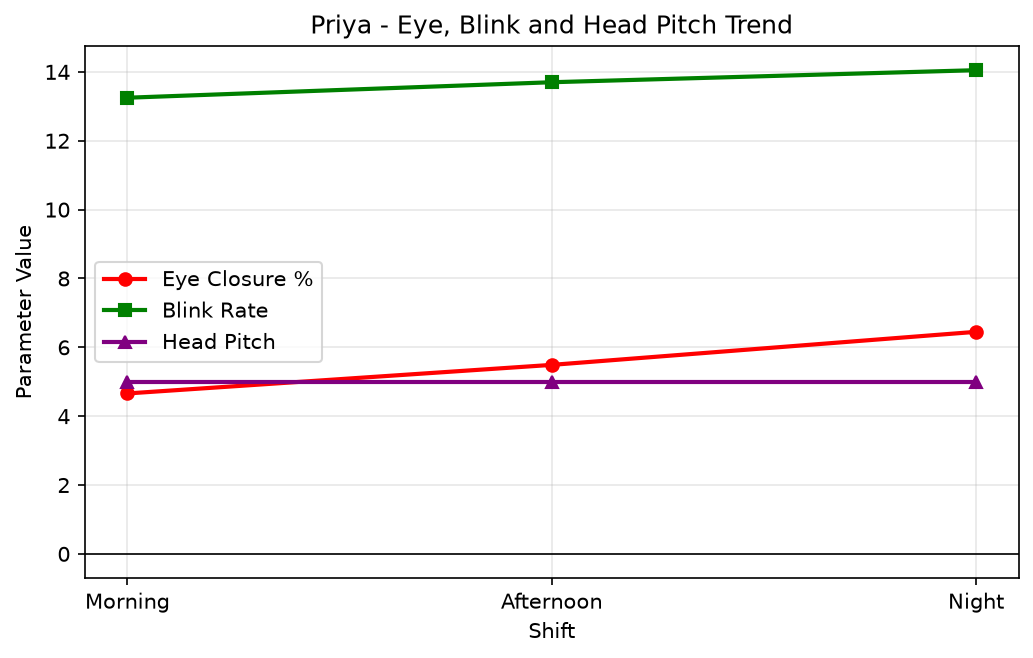 Priya - Eye, Blink and Head Pitch Trend
14
12
10
8
6
4
2
0
Parameter Value
Eye Closure %
Blink Rate
Head Pitch
Morning
Afternoon
Night
Shift